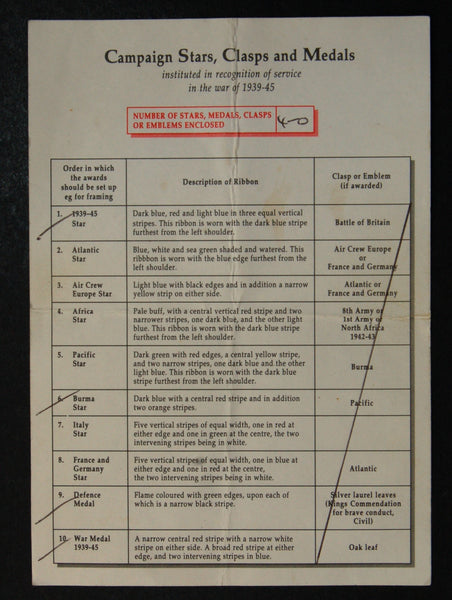 Campaign Stars, Clasps and Medals
instituted in recognition of service
in the war of 1939-45
NUMBER OF STARS, MEDALS, CLASPS
OR EMBLEMS ENCLOSED
4-0
Order in which
the awards
should be set up
eg for framing
Description of Ribbon
Clasp or Emblem
(if awarded)
1. 1939-45
Star
Dark blue, red and light blue in three equal vertical
stripes. This ribbon is worn with the dark blue stripe
furthest from the left shoulder.
Battle of Britain
2. Atlantic
Star
Blue, white and sea green shaded and watered. This
ribbbon is worn with the blue edge furthest from the
left shoulder.
Air Crew Europe
or
France and Germany
3. Air Crew
Europe Star
Light blue with black edges and in addition a narrow
yellow strip on either side.
Atlantic or
France and Germany
4. Africa
Star
Pale buff, with a central vertical red stripe and two
narrower stripes, one dark blue, and the other light
blue. This ribbon is worn with the dark blue stripe
furthest from the left shoulder.
8th Army or
1st Army or
North Africa
1942-43
5. Pacific
Star
Dark green with red edges, a central yellow stripe,
and two narrow stripes, one dark blue and the other
light blue. This ribbon is worn with the dark blue
stripe furthest from the left shoulder.
Burma
6. Burma
Star
Dark blue with a central red stripe and in addition
two orange stripes.
Pacific
7. Italy
Star
Five vertical stripes of equal width, one in red at
either edge and one in green at the centre, the two
intervening stripes being in white.
8. France and
Germany
Star
Five vertical stripes of equal width, one in blue at
either edge and one in red at the centre,
the two intervening stripes being in white.
Atlantic
9. Defence
Medal
Flame coloured with green edges, upon each of
which is a narrow black stripe.
Silver laurel leaves
(Kings Commendation
for brave conduct,
Civil)
10. War Medal
1939-45
A narrow central red stripe with a narrow white
stripe on either side. A broad red stripe at either
edge, and two intervening stripes in blue.
Oak leaf